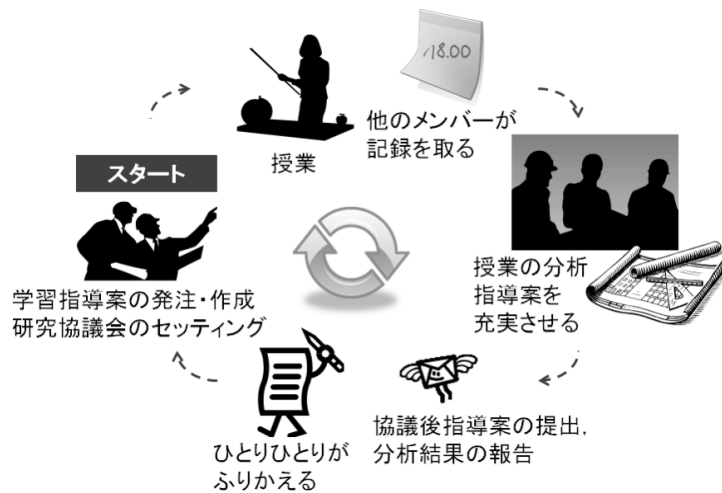 スタート
学習指導案の発注・作成
研究協議会のセッティング
授業
18.00
他のメンバーが
記録を取る
授業の分析
指導案を
充実させる
協議後指導案の提出，
分析結果の報告
ひとりひとりが
ふりかえる